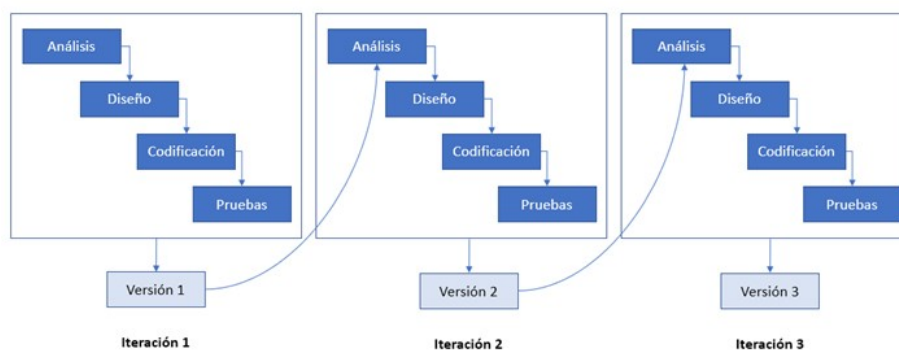 Análisis
Diseño
Codificación
Pruebas
Versión 1
Iteración 1
Análisis
Diseño
Codificación
Pruebas
Versión 2
Iteración 2
Análisis
Diseño
Codificación
Pruebas
Versión 3
Iteración 3